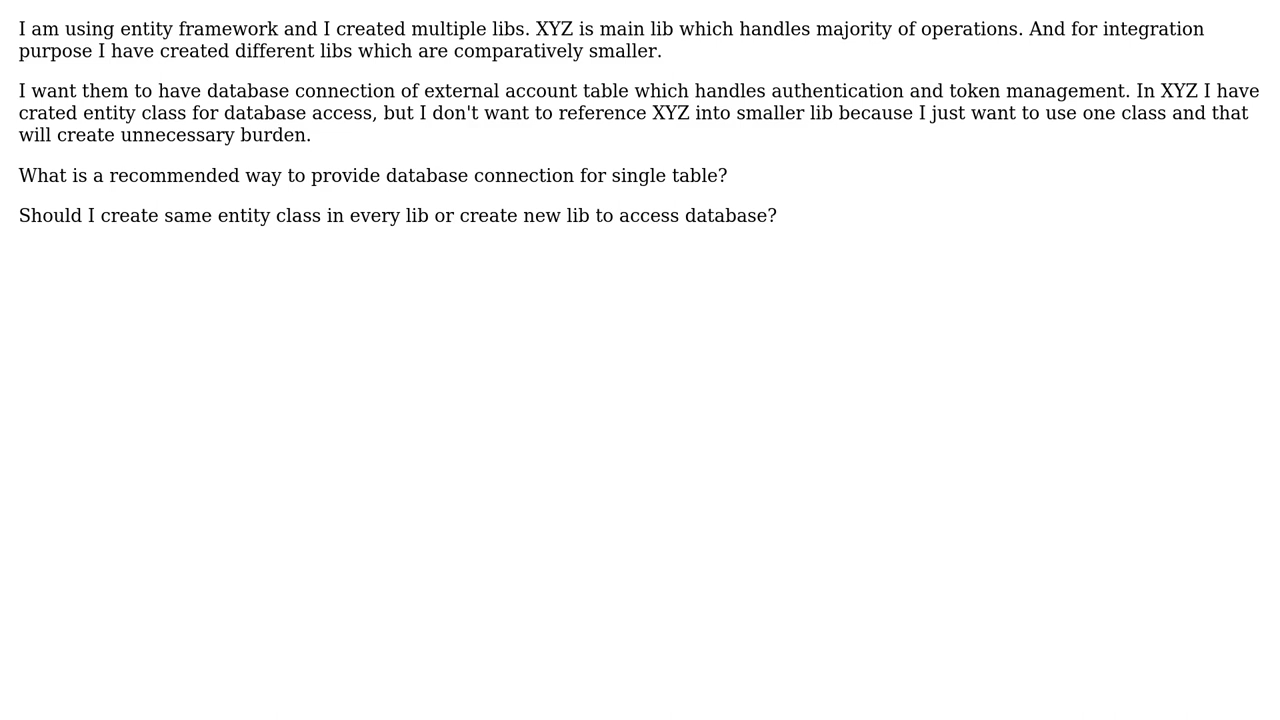 I am using entity framework and I created multiple libs. XYZ is main lib which handles majority of operations. And for integration
purpose I have created different libs which are comparatively smaller.
I want them to have database connection of external account table which handles authentication and token management. In XYZ I have
crated entity class for database access, but I don't want to reference XYZ into smaller lib because I just want to use one class and that
will create unnecessary burden.
What is a recommended way to provide database connection for single table?
Should I create same entity class in every lib or create new lib to access database?